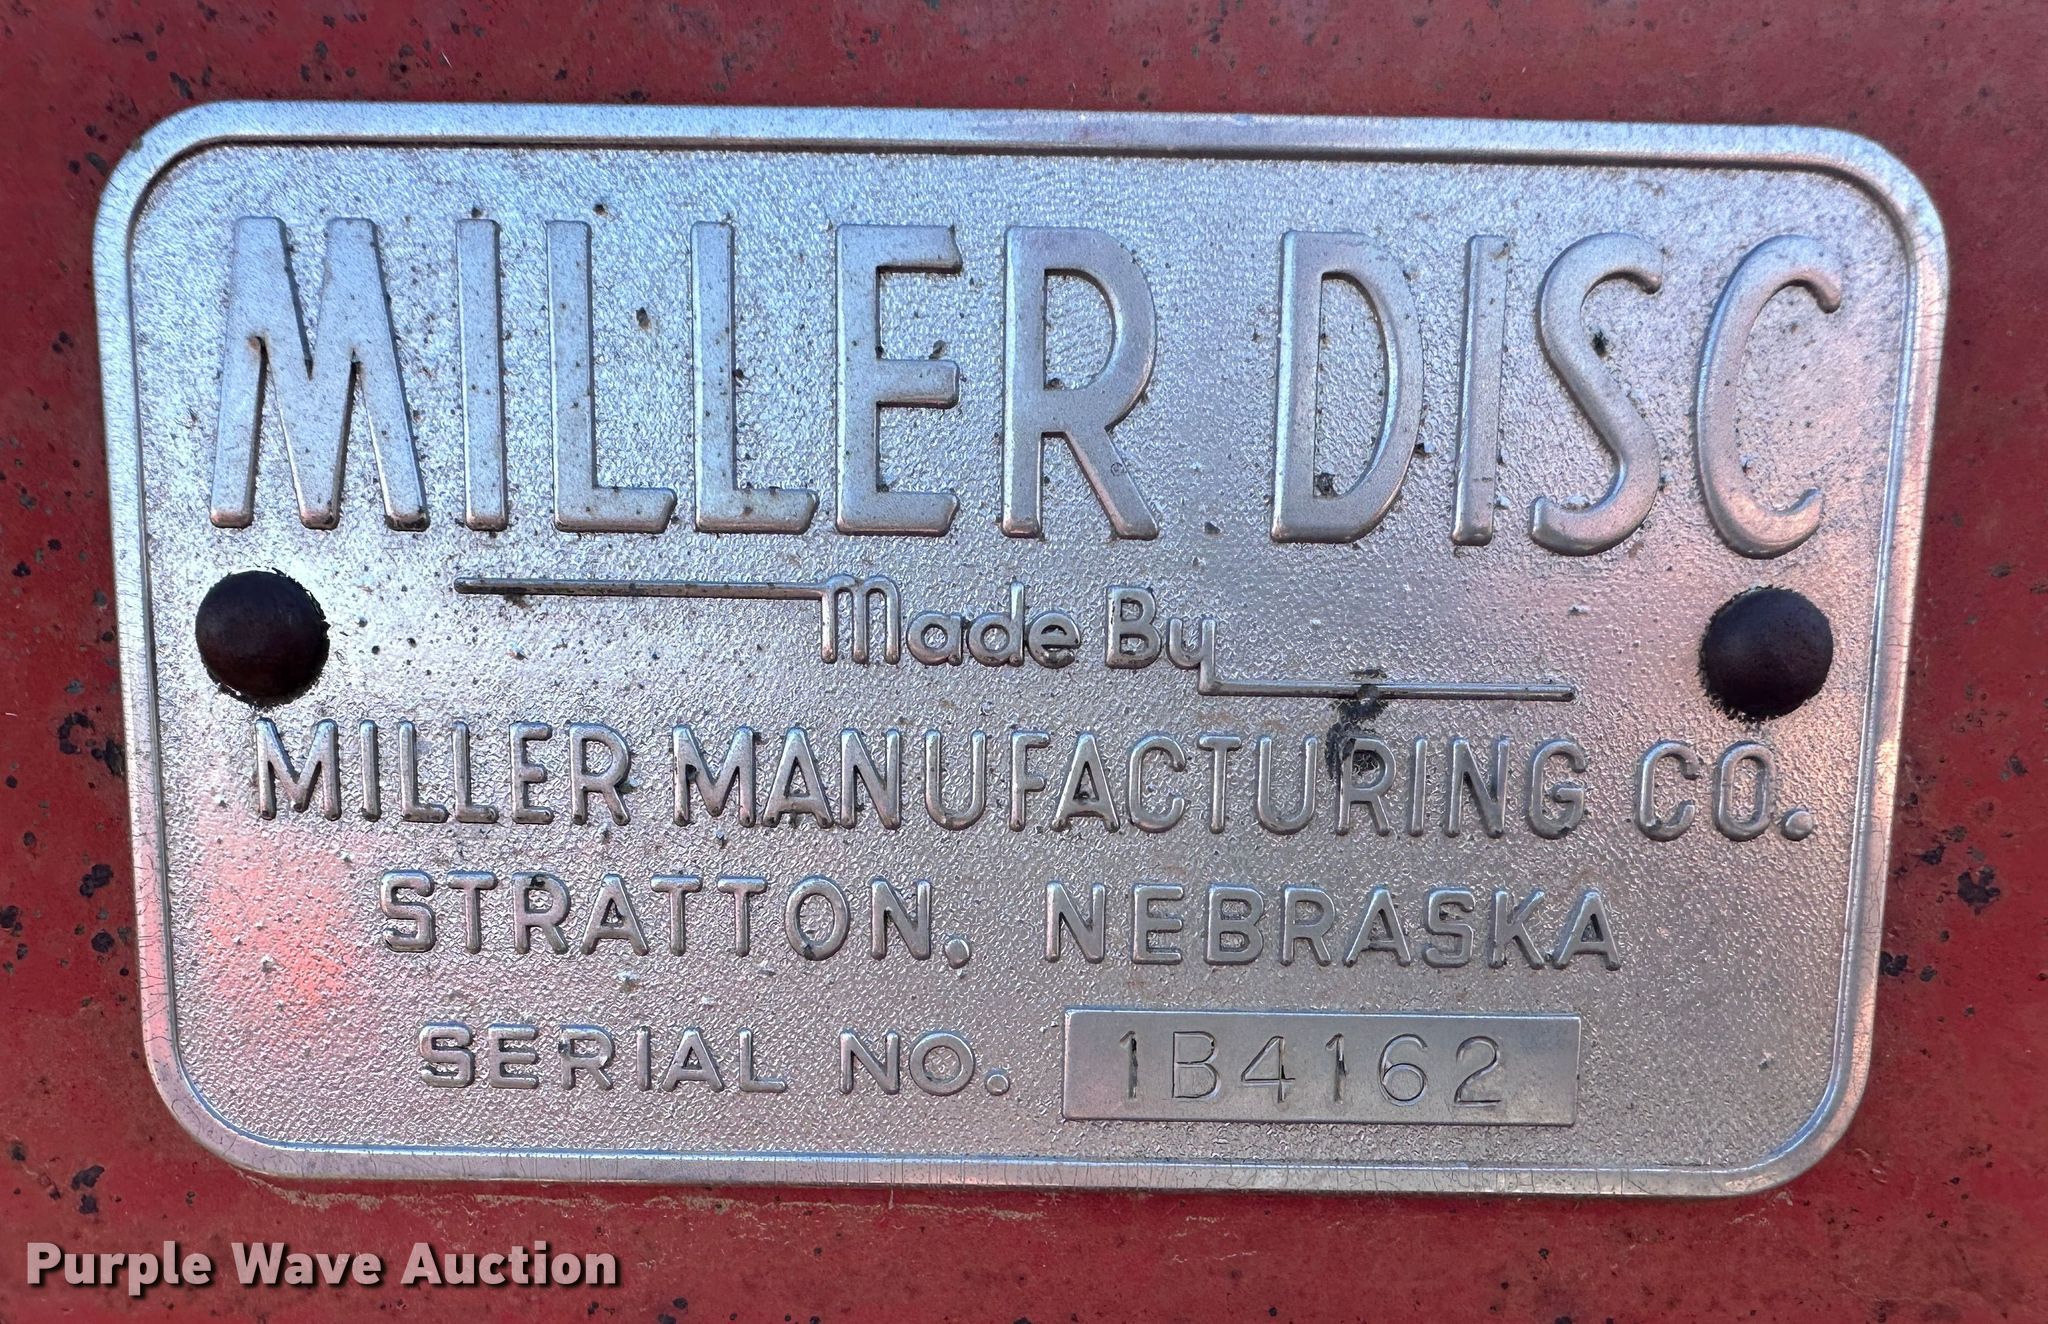 MILLER DISC
Made By
MILLER MANUFACTURING CO.
STRATTON, NEBRASKA
SERIAL NO. 1B4162
Purple Wave Auction